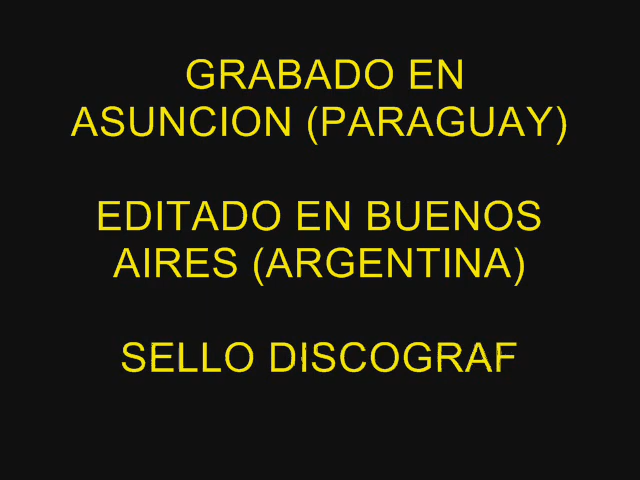 GRABADO EN
ASUNCION (PARAGUAY)
EDITADO EN BUENOS
AIRES (ARGENTINA)
SELLO DISCOGRAF